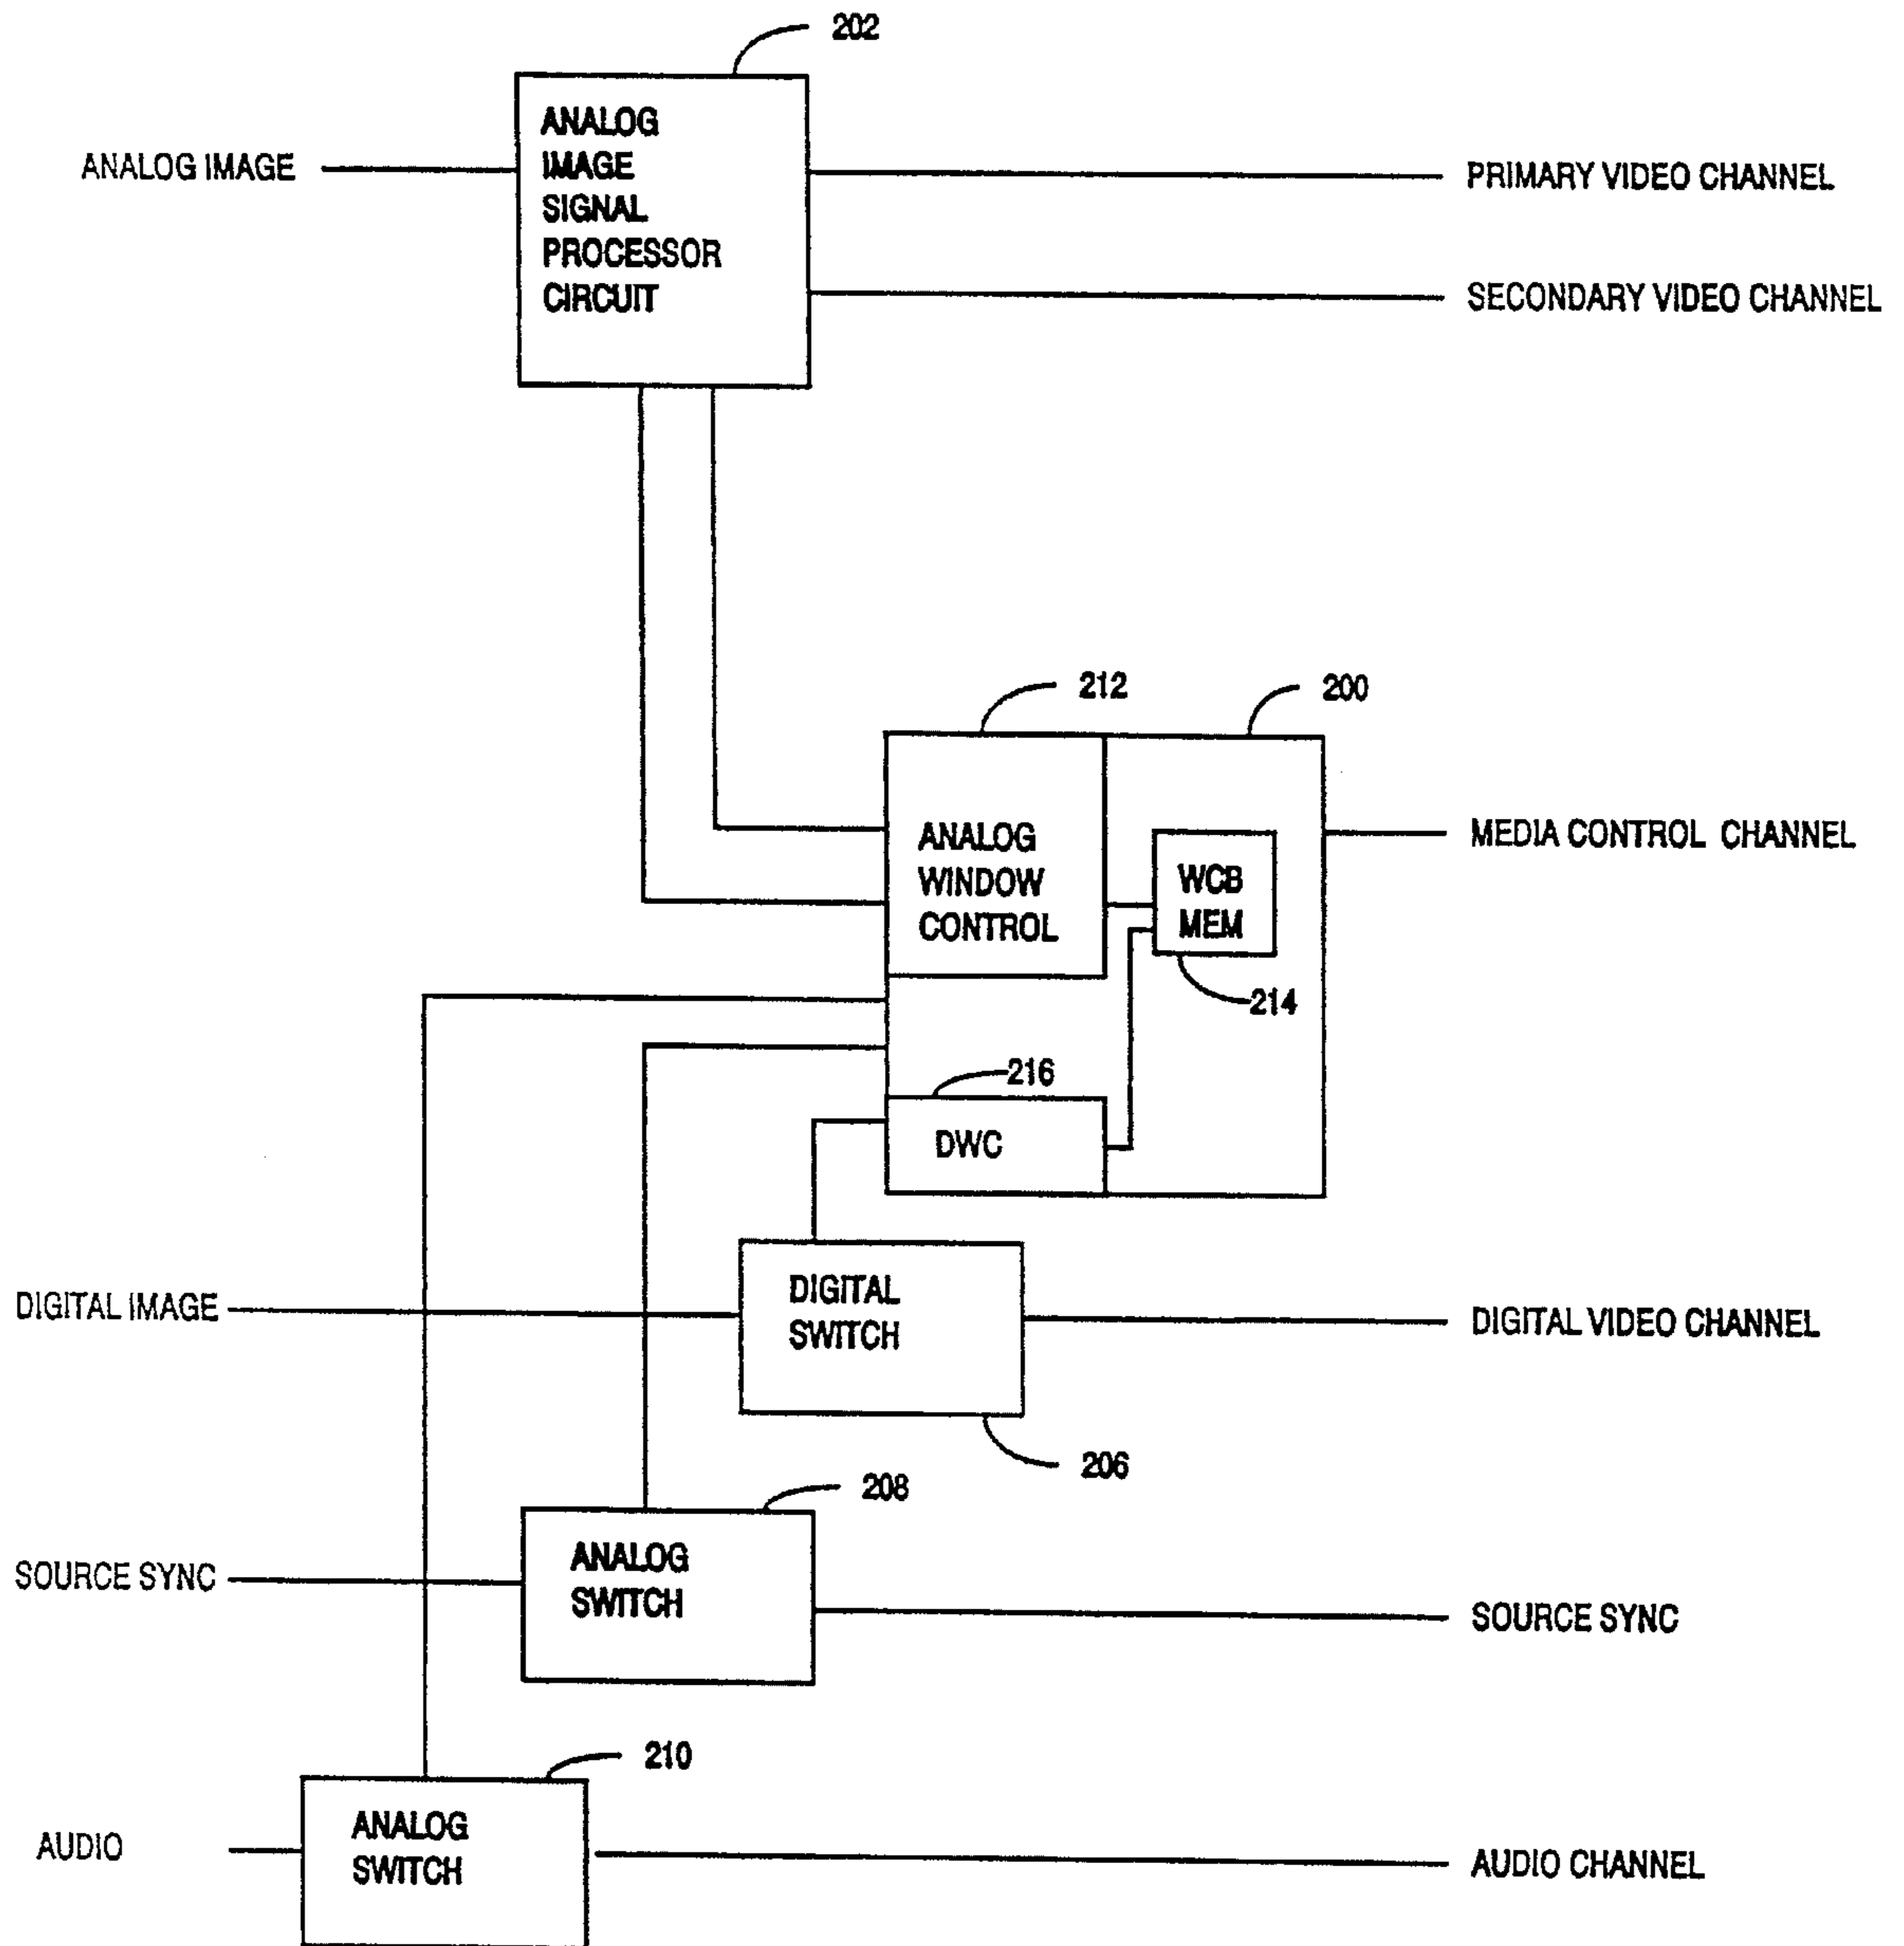 202
ANALOG
IMAGE
SIGNAL
PROCESSOR
CIRCUIT
ANALOG IMAGE
PRIMARY VIDEO CHANNEL
SECONDARY VIDEO CHANNEL
212
200
ANALOG
WINDOW
CONTROL
WCB
MEM
MEDIA CONTROL CHANNEL
214
216
DWC
DIGITAL IMAGE
DIGITAL
SWITCH
DIGITAL VIDEO CHANNEL
206
208
SOURCE SYNC
ANALOG
SWITCH
SOURCE SYNC
210
AUDIO
ANALOG
SWITCH
AUDIO CHANNEL